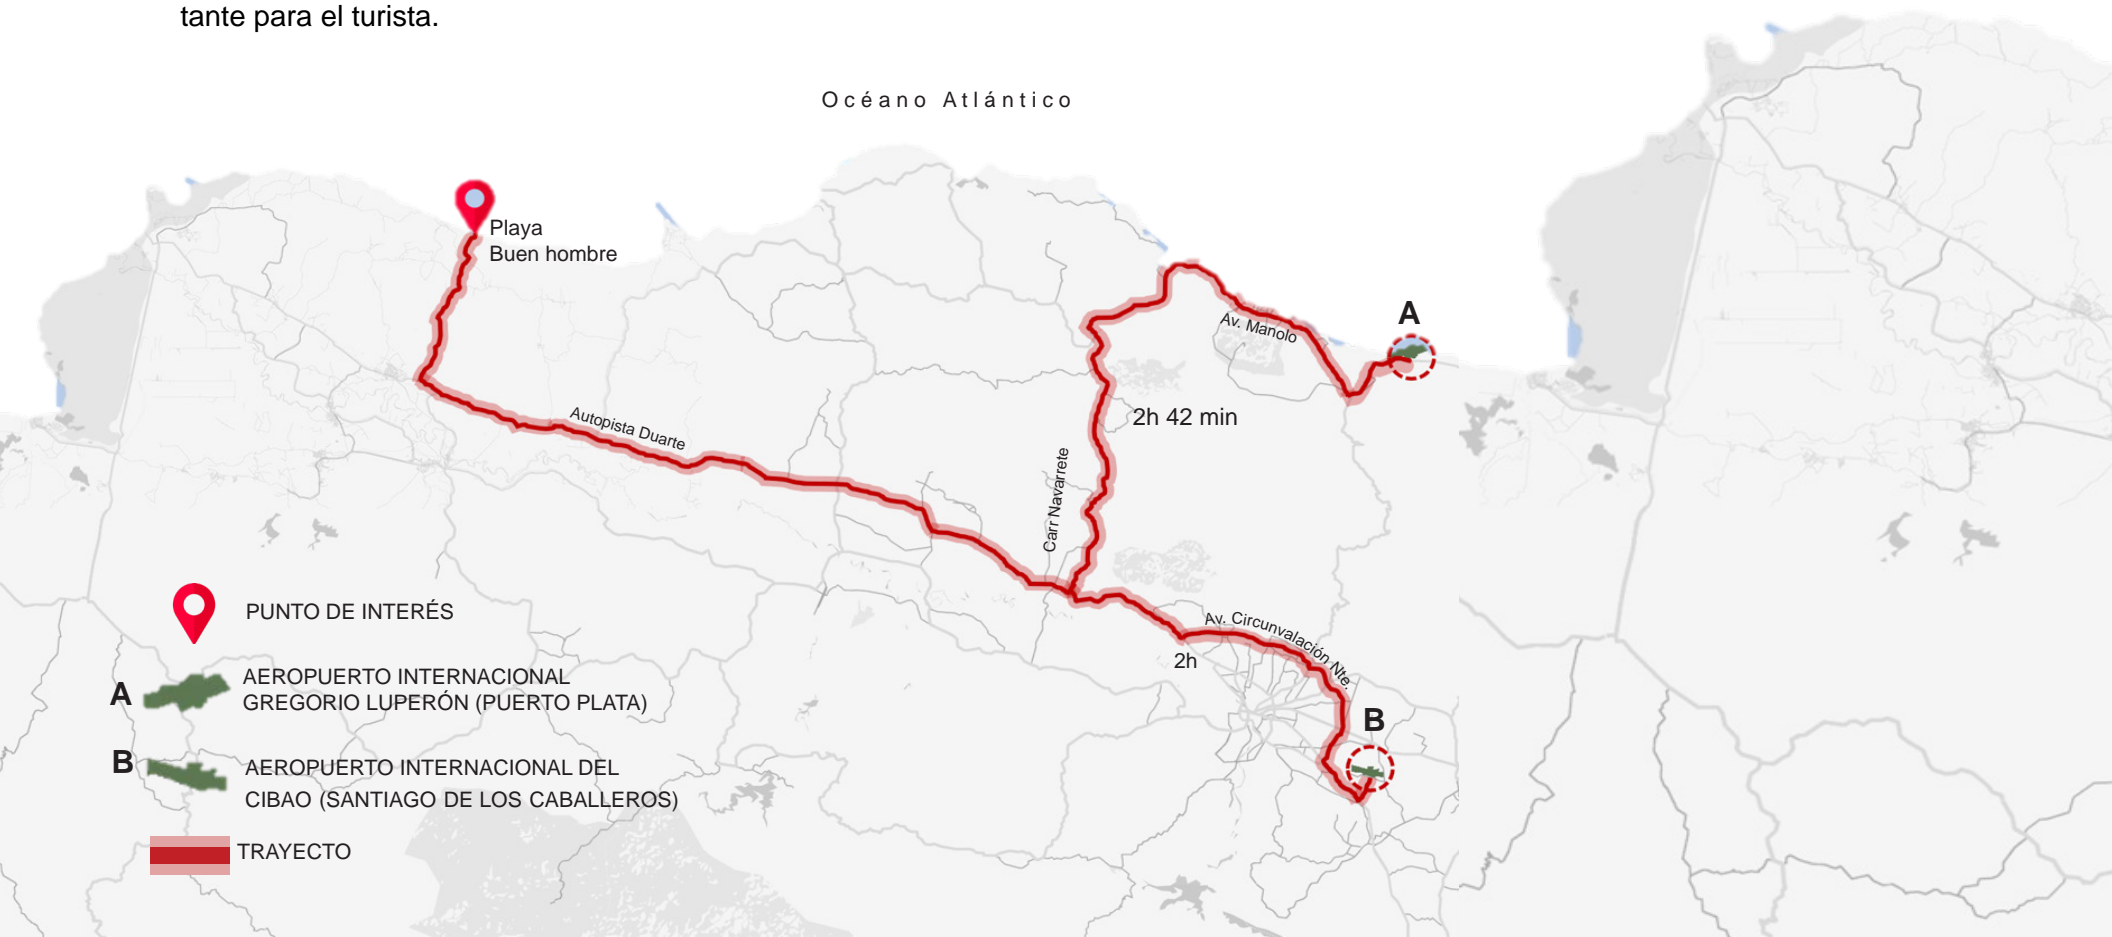 tante para el turista.
Océano Atlántico
Playa
Buen hombre
A
Av. Manolo
Autopista Duarte
2h 42 min
Carr Navarrete
Av. Circunvalación Nte.
2h
B
PUNTO DE INTERÉS
A
AEROPUERTO INTERNACIONAL
GREGORIO LUPERÓN (PUERTO PLATA)
B
AEROPUERTO INTERNACIONAL DEL
CIBAO (SANTIAGO DE LOS CABALLEROS)
TRAYECTO